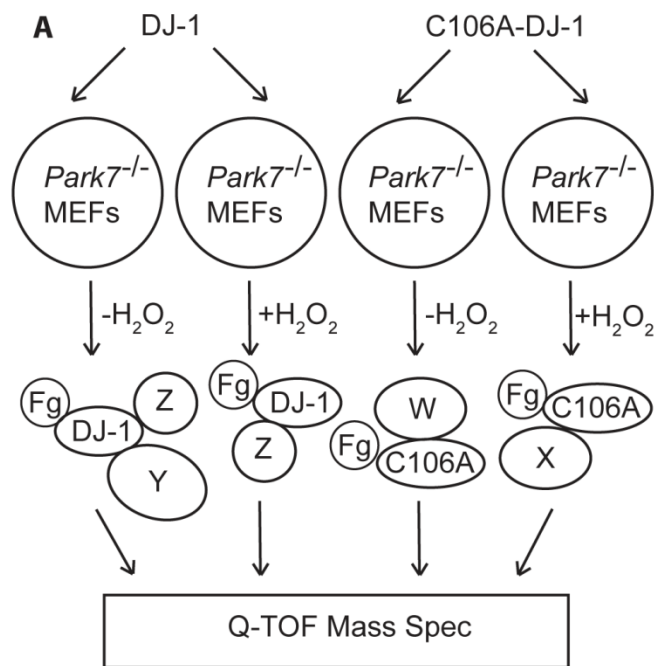 A DJ-1 C106A-DJ-1
Park7-/- Park7-/- Park7-/- Park7-/-
MEFs MEFs MEFs MEFs
-H2O2 +H2O2 -H2O2 +H2O2
Fg DJ-1 Z Y
Fg DJ-1 Z
W Fg C106A
Fg C106A X
Q-TOF Mass Spec